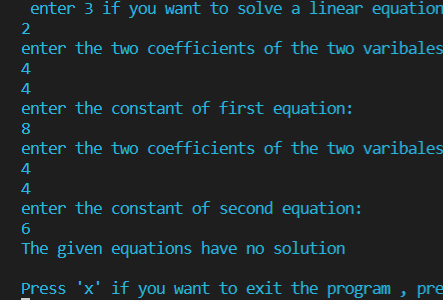 enter 3 if you want to solve a linear equation
2
enter the two coefficients of the two varibales
4
4
enter the constant of first equation:
8
enter the two coefficients of the two varibales
4
4
enter the constant of second equation:
6
The given equations have no solution
Press 'x' if you want to exit the program , pre